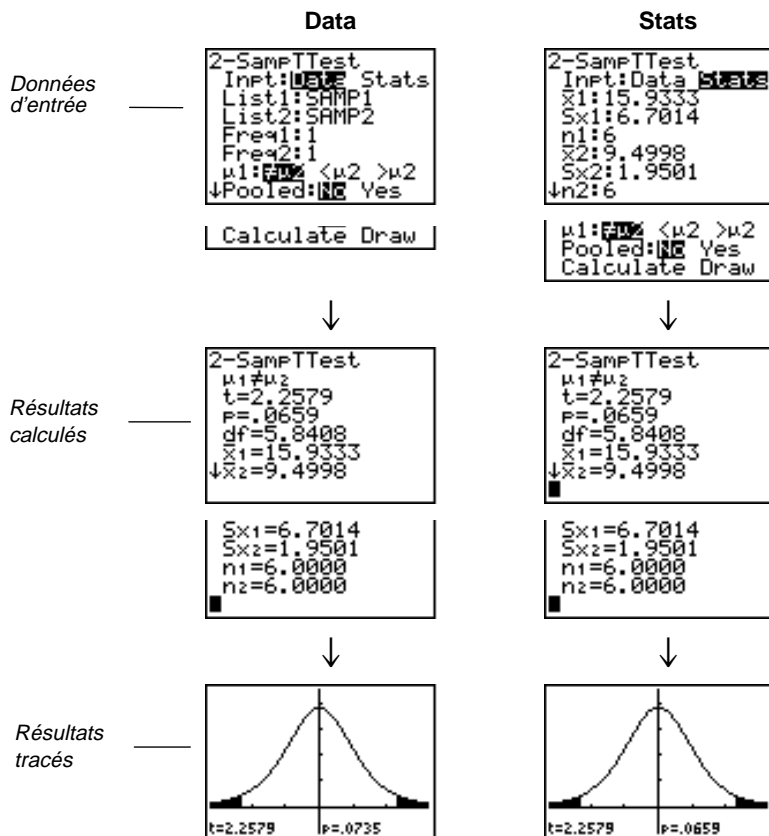 Data
Stats
Données
d'entrée
2-SampTTest
Inpt:Data Stats
List1:SAMP1
List2:SAMP2
Freq1:1
Freq2:1
μ1:≠μ2 <μ2 >μ2
↓Pooled:No Yes
Calculate Draw
2-SampTTest
Inpt:Data Stats
x̄1:15.9333
Sx1:6.7014
n1:6
x̄2:9.4998
Sx2:1.9501
↓n2:6
μ1:≠μ2 <μ2 >μ2
Pooled:No Yes
Calculate Draw
Résultats
calculés
2-SampTTest
μ1≠μ2
t=2.2579
p=.0659
df=5.8408
x̄1=15.9333
↓x̄2=9.4998
Sx1=6.7014
Sx2=1.9501
n1=6.0000
n2=6.0000
2-SampTTest
μ1≠μ2
t=2.2579
p=.0659
df=5.8408
x̄1=15.9333
↓x̄2=9.4998
Sx1=6.7014
Sx2=1.9501
n1=6.0000
n2=6.0000
Résultats
tracés
t=2.2579 p=.0735
t=2.2579 p=.0659